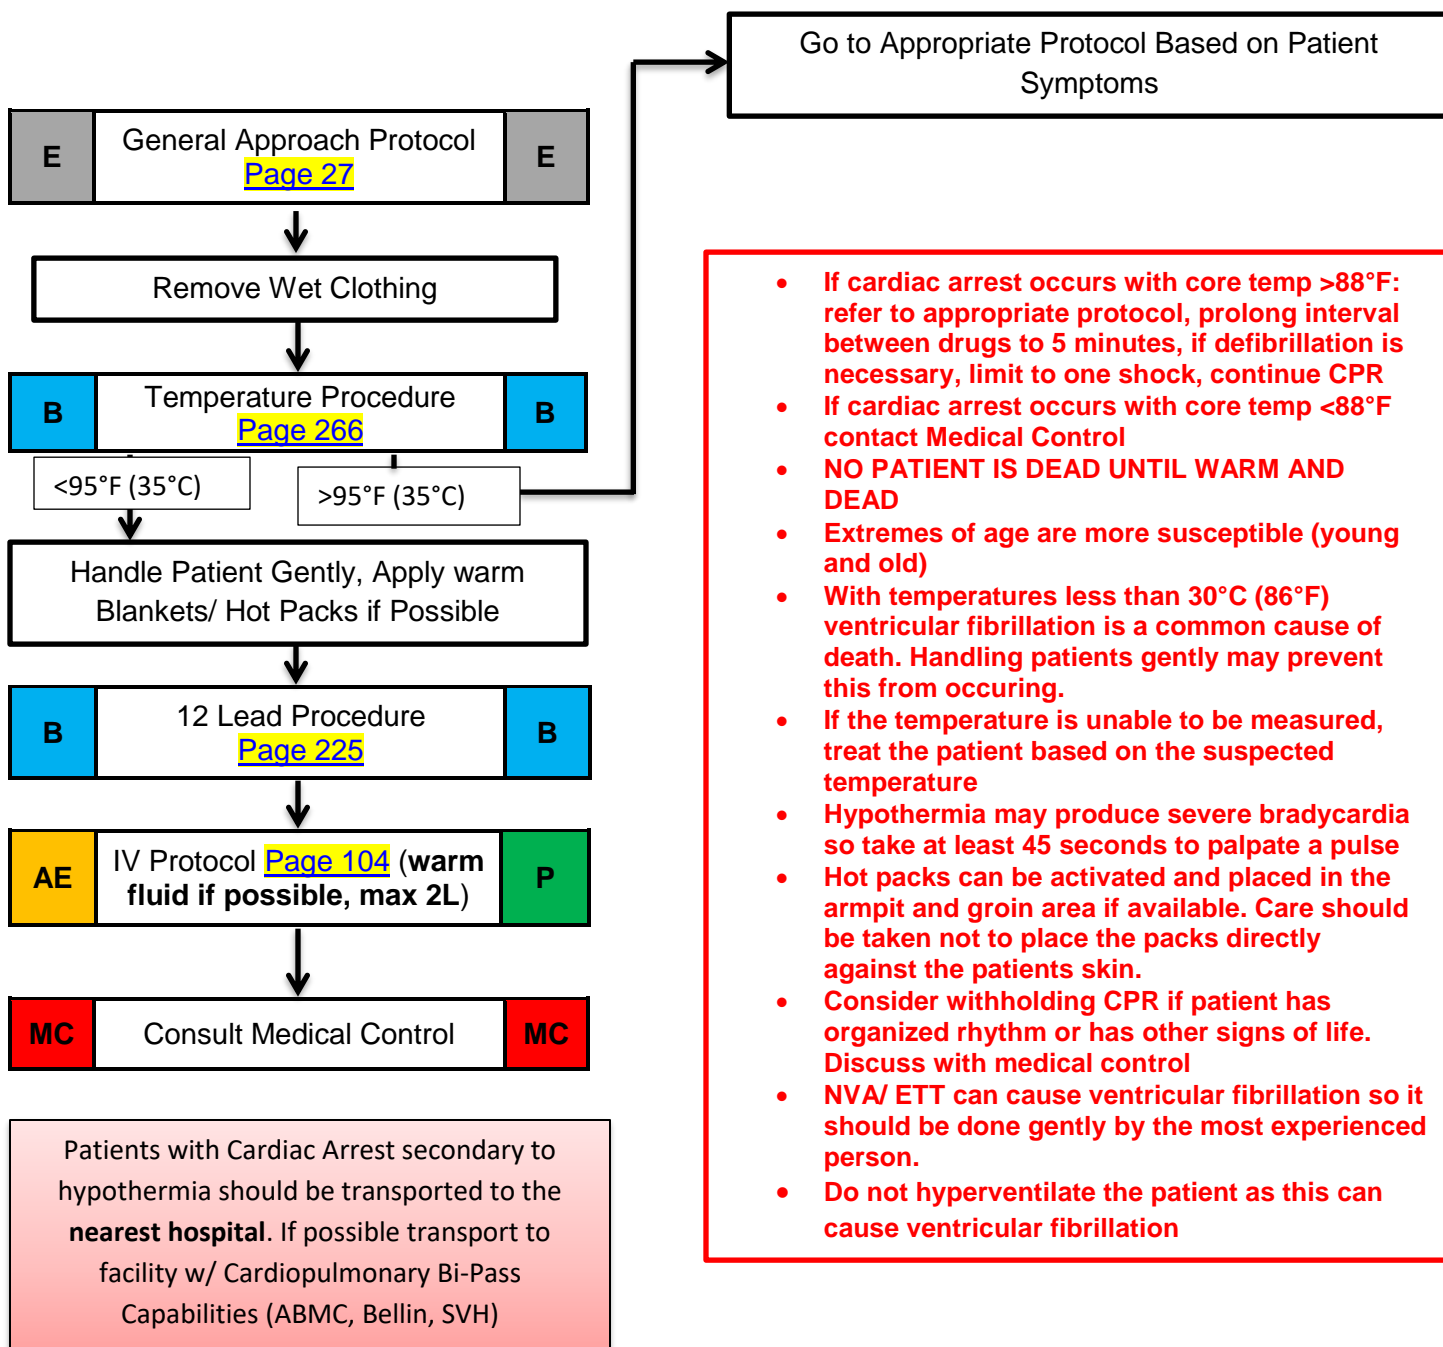 Go to Appropriate Protocol Based on Patient
Symptoms
E
General Approach Protocol
Page 27
E
Remove Wet Clothing
B
Temperature Procedure
Page 266
B
<95°F (35°C)
>95°F (35°C)
Handle Patient Gently, Apply warm
Blankets/ Hot Packs if Possible
B
12 Lead Procedure
Page 225
B
AE
IV Protocol Page 104 (warm
fluid if possible, max 2L)
P
MC
Consult Medical Control
MC
Patients with Cardiac Arrest secondary to
hypothermia should be transported to the
nearest hospital. If possible transport to
facility w/ Cardiopulmonary Bi-Pass
Capabilities (ABMC, Bellin, SVH)
• If cardiac arrest occurs with core temp >88°F:
refer to appropriate protocol, prolong interval
between drugs to 5 minutes, if defibrillation is
necessary, limit to one shock, continue CPR
• If cardiac arrest occurs with core temp <88°F
contact Medical Control
• NO PATIENT IS DEAD UNTIL WARM AND
DEAD
• Extremes of age are more susceptible (young
and old)
• With temperatures less than 30°C (86°F)
ventricular fibrillation is a common cause of
death. Handling patients gently may prevent
this from occuring.
• If the temperature is unable to be measured,
treat the patient based on the suspected
temperature
• Hypothermia may produce severe bradycardia
so take at least 45 seconds to palpate a pulse
• Hot packs can be activated and placed in the
armpit and groin area if available. Care should
be taken not to place the packs directly
against the patients skin.
• Consider withholding CPR if patient has
organized rhythm or has other signs of life.
Discuss with medical control
• NVA/ ETT can cause ventricular fibrillation so it
should be done gently by the most experienced
person.
• Do not hyperventilate the patient as this can
cause ventricular fibrillation